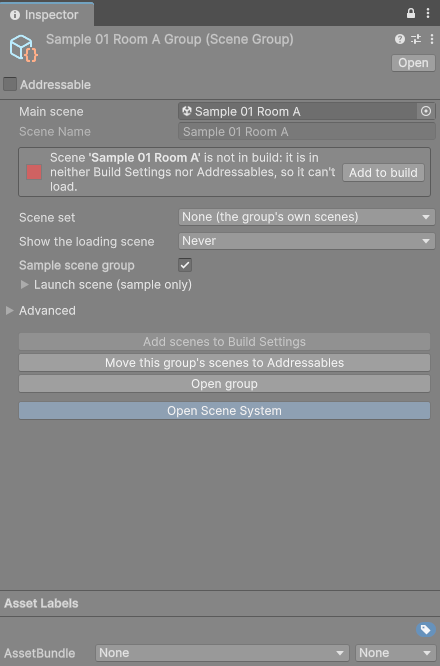 Inspector
Sample 01 Room A Group (Scene Group)
Open
Addressable
Main scene
Sample 01 Room A
Scene Name
Sample 01 Room A
Scene 'Sample 01 Room A' is not in build: it is in
neither Build Settings nor Addressables, so it can't
load.
Add to build
Scene set
None (the group's own scenes)
Show the loading scene
Never
Sample scene group
Launch scene (sample only)
Advanced
Add scenes to Build Settings
Move this group's scenes to Addressables
Open group
Open Scene System
Asset Labels
AssetBundle
None
None